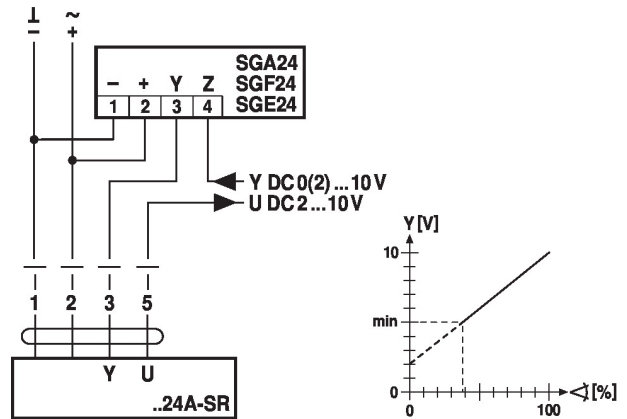 ⊥ ~
− +
SGA24
SGF24
SGE24
− + Y Z
1 2 3 4
Y DC 0(2) ... 10 V
U DC 2 ... 10 V
1 2 3 5
Y U
..24A-SR
Y [V]
10
min
0
0 100
∢ [%]